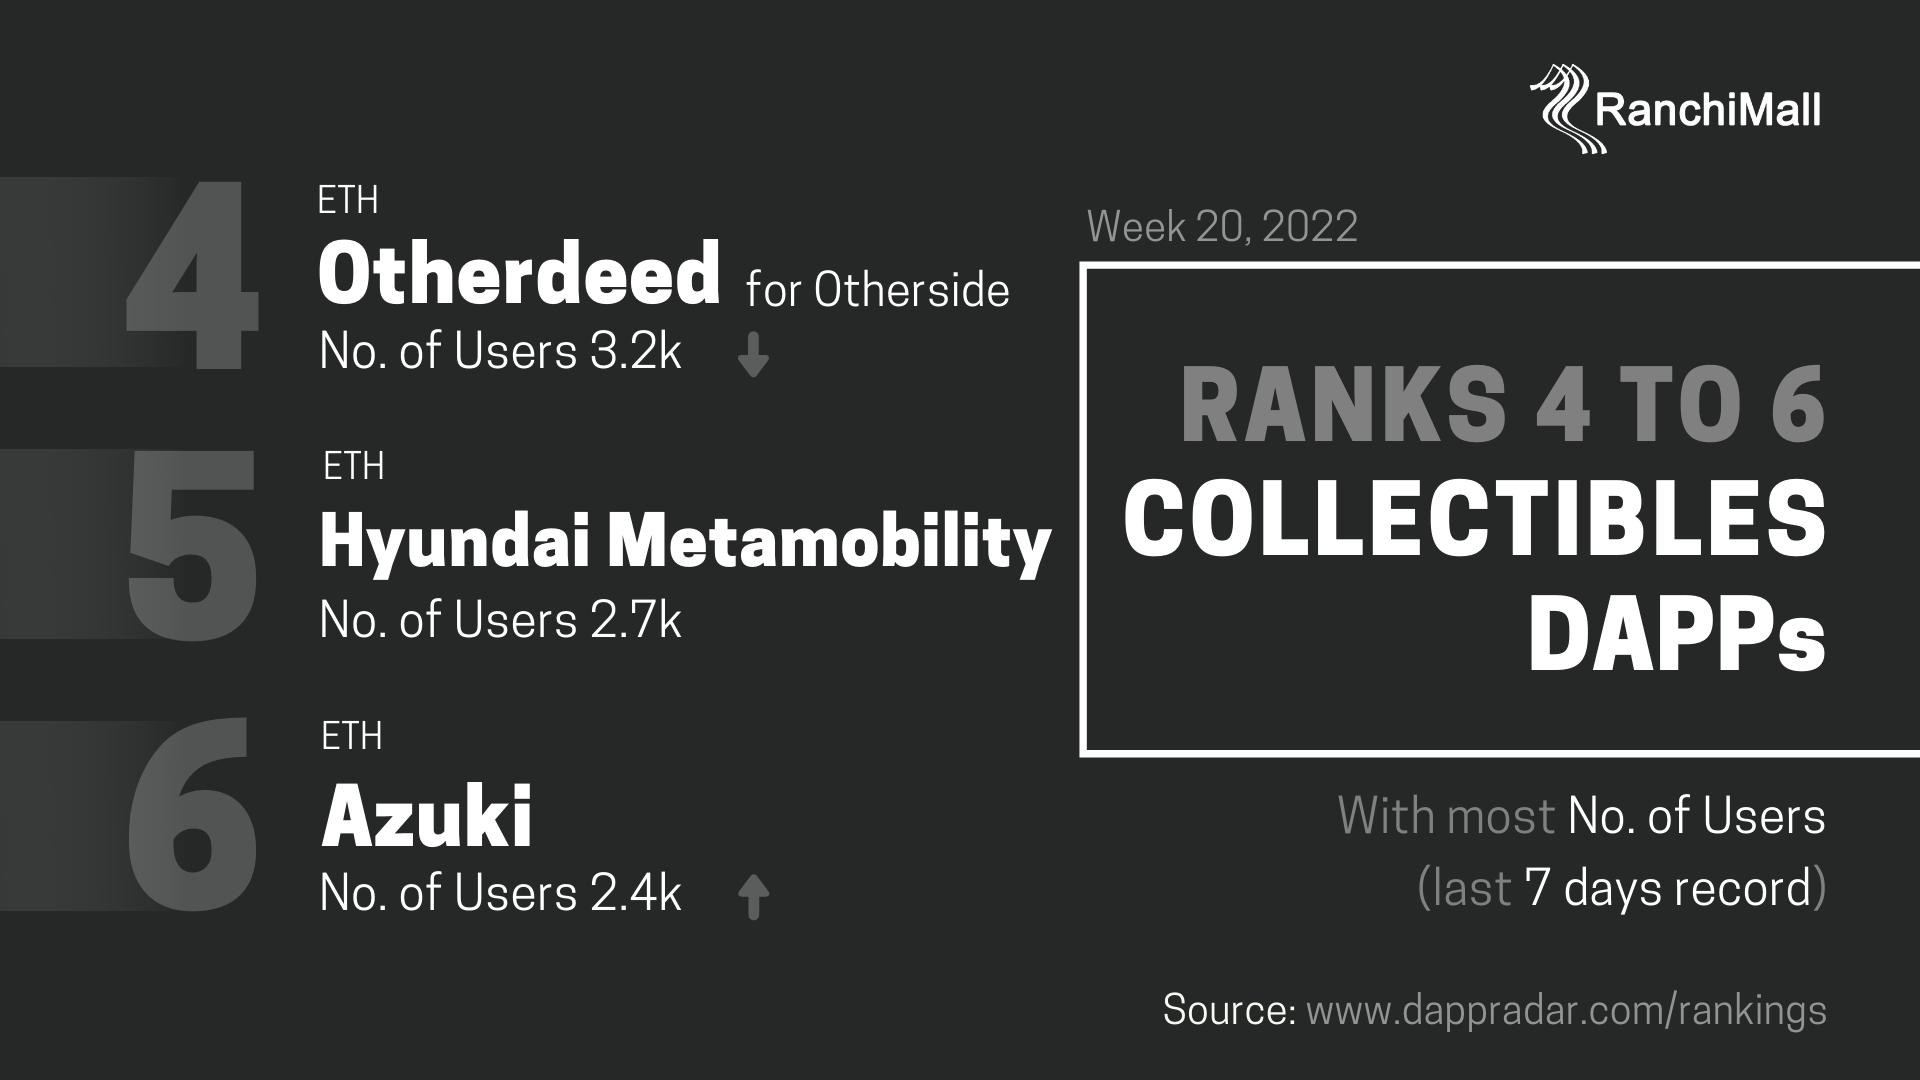 RanchiMall
4
ETH
Otherdeed for Otherside
No. of Users 3.2k
5
ETH
Hyundai Metamobility
No. of Users 2.7k
6
ETH
Azuki
No. of Users 2.4k
Week 20, 2022
RANKS 4 TO 6
COLLECTIBLES
DAPPs
With most No. of Users
(last 7 days record)
Source: www.dappradar.com/rankings